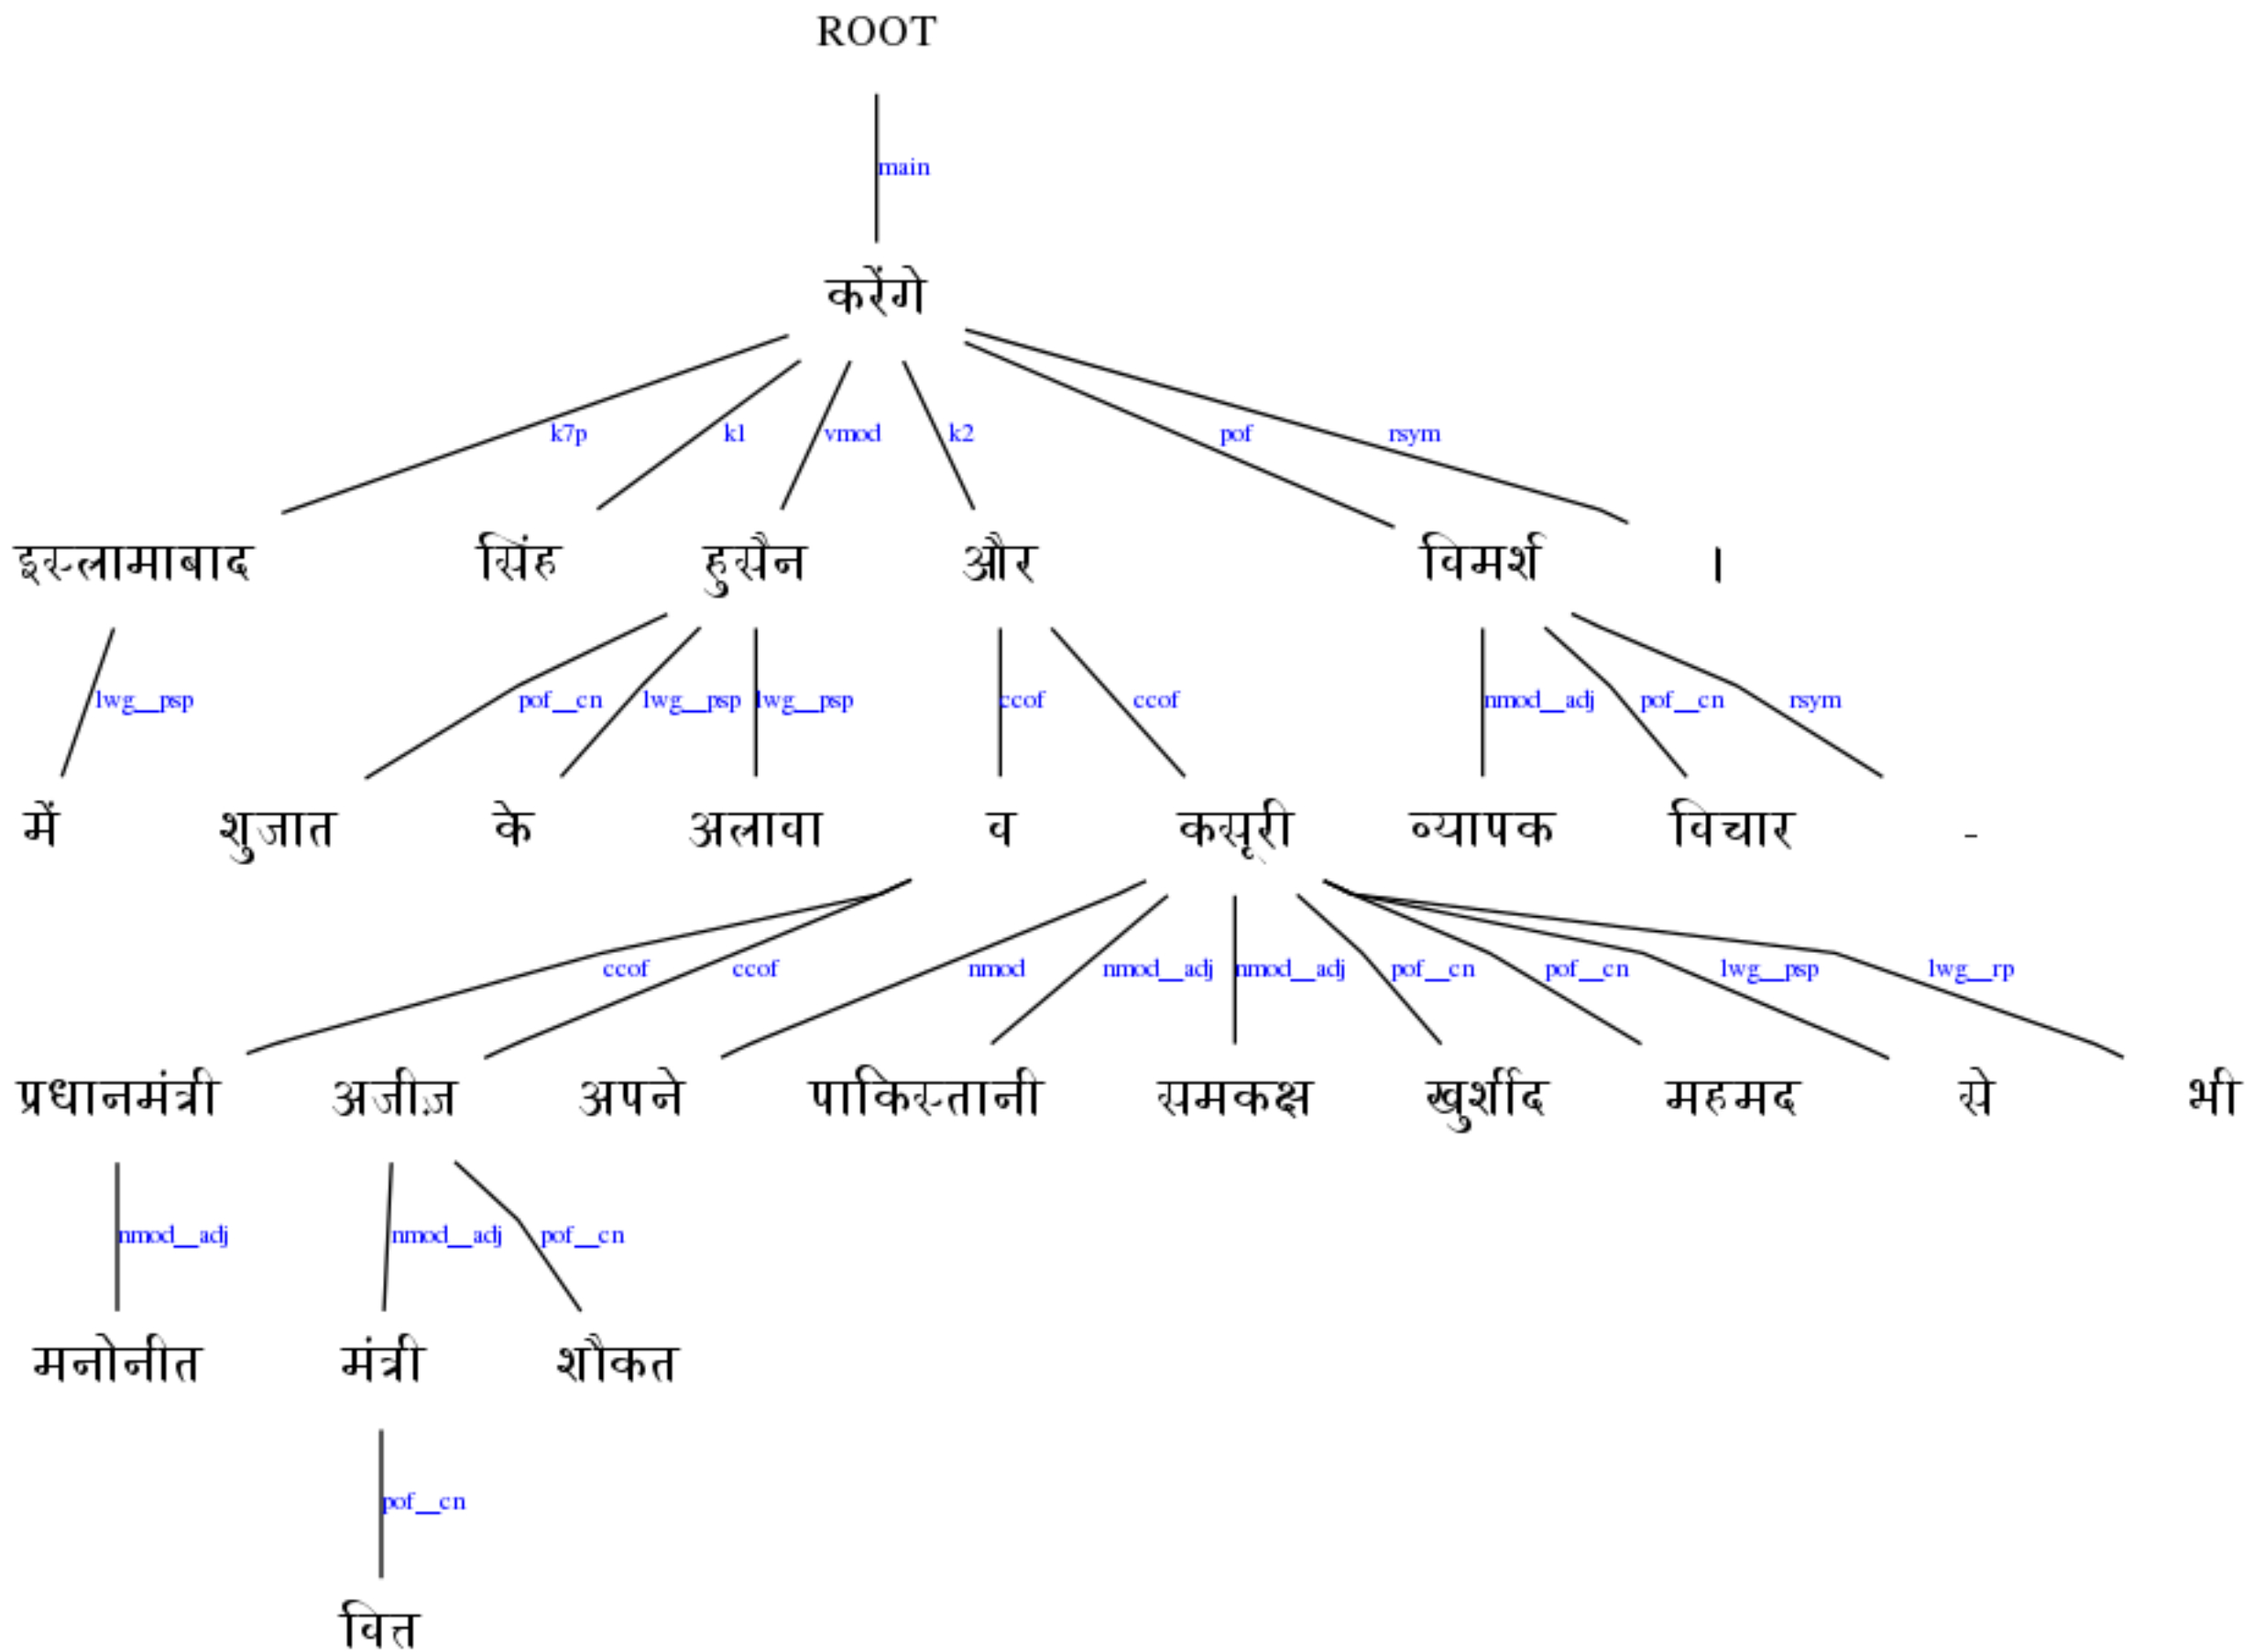 ROOT
main
करेंगे
k7p k1 vmod k2 pof rsym
इस्लामाबाद सिंह हुसैन और विमर्श ।
lwg__psp pof__cn lwg__psp lwg__psp ccof ccof nmod__adj pof__cn rsym
में शुजात के अलावा व कसूरी व्यापक विचार -
ccof ccof nmod nmod__adj nmod__adj pof__cn pof__cn lwg__psp lwg__rp
प्रधानमंत्री अजीज़ अपने पाकिस्तानी समकक्ष खुर्शीद महमद से भी
nmod__adj nmod__adj pof__cn
मनोनीत मंत्री शौकत
pof__cn
वित्त